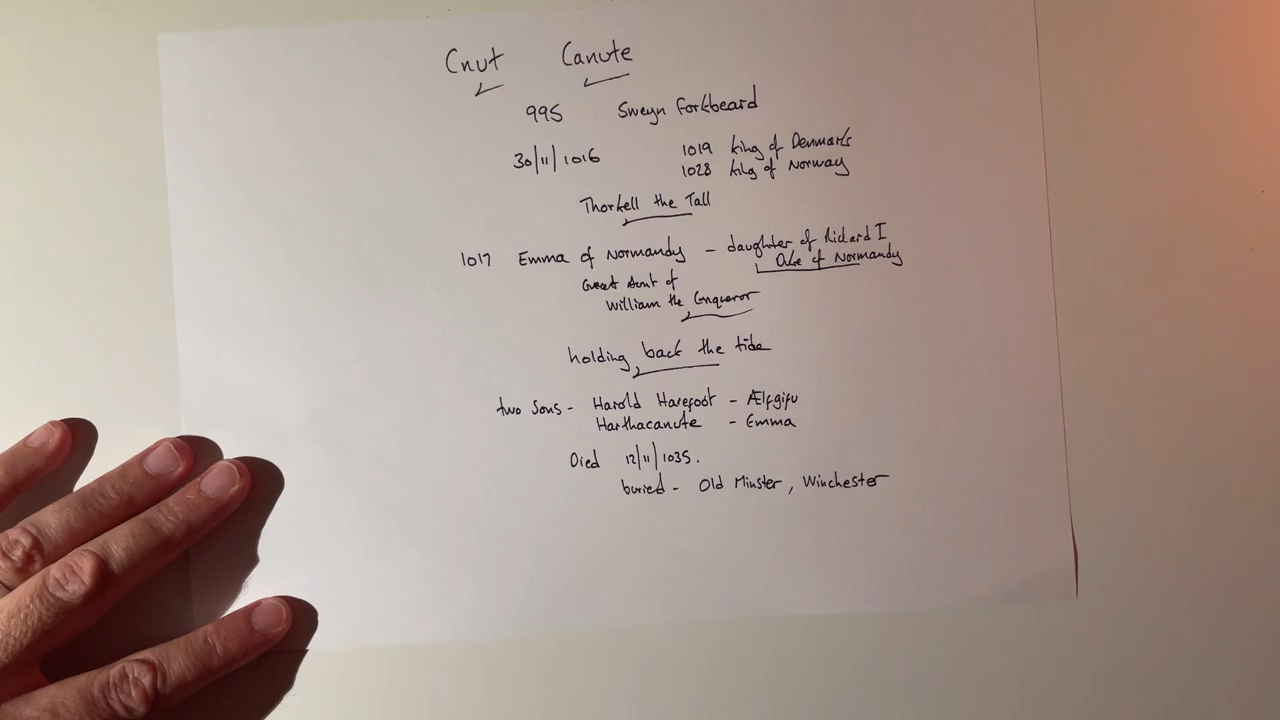 Cnut Canute
995 Sweyn Forkbeard
30/11/1016 1019 King of Denmark
1028 King of Norway
Thorkell the Tall
1017 Emma of Normandy - daughter of Richard I
Duke of Normandy
Great Aunt of
William the Conqueror
holding back the tide
two sons - Harold Harefoot - Ælfgifu
Harthacanute - Emma
Died 12/11/1035.
buried - Old Minster, Winchester